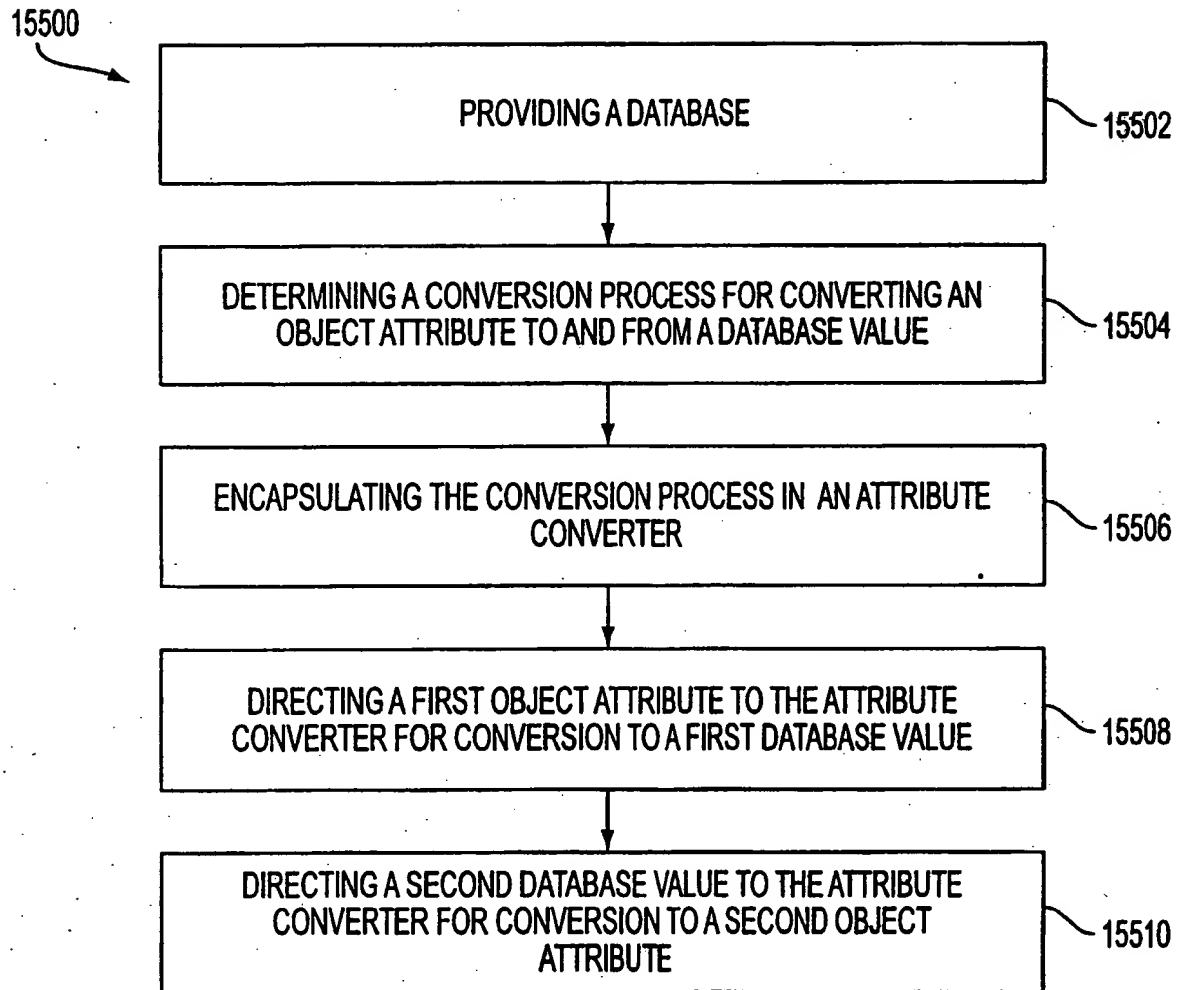 15500
PROVIDING A DATABASE
15502
DETERMINING A CONVERSION PROCESS FOR CONVERTING AN
OBJECT ATTRIBUTE TO AND FROM A DATABASE VALUE
15504
ENCAPSULATING THE CONVERSION PROCESS IN AN ATTRIBUTE
CONVERTER
15506
DIRECTING A FIRST OBJECT ATTRIBUTE TO THE ATTRIBUTE
CONVERTER FOR CONVERSION TO A FIRST DATABASE VALUE
15508
DIRECTING A SECOND DATABASE VALUE TO THE ATTRIBUTE
CONVERTER FOR CONVERSION TO A SECOND OBJECT
ATTRIBUTE
15510